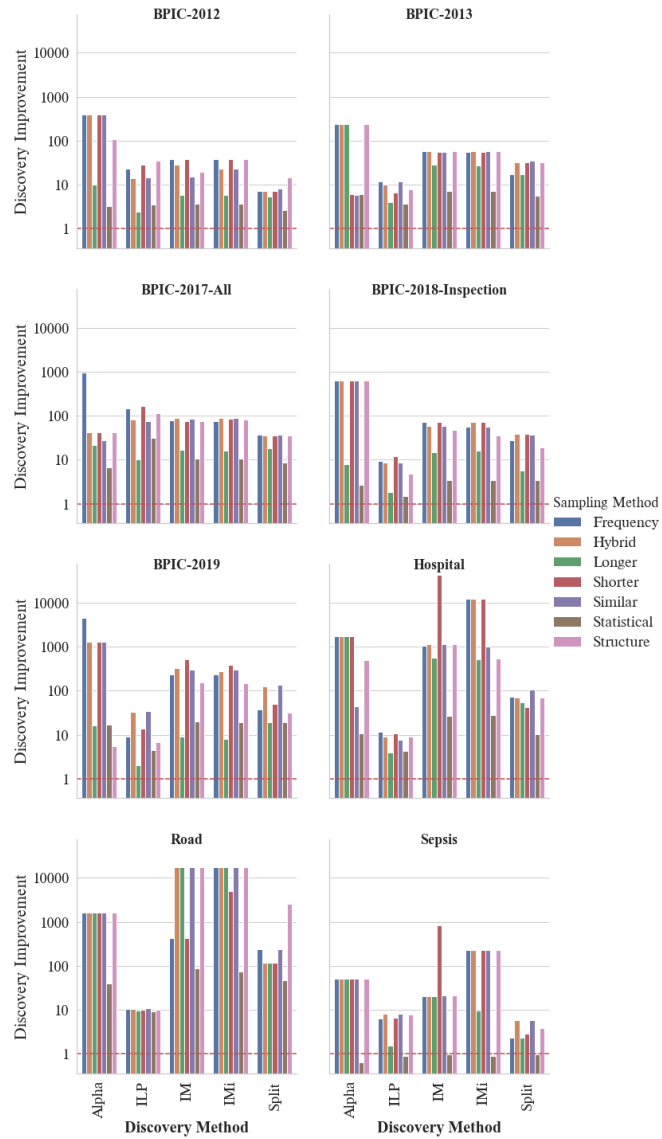 BPIC-2012
BPIC-2013
Discovery Improvement
10000
1000
100
10
1
BPIC-2017-All
BPIC-2018-Inspection
Discovery Improvement
10000
1000
100
10
1
Sampling Method
Frequency
Hybrid
Longer
Shorter
Similar
Statistical
Structure
BPIC-2019
Hospital
Discovery Improvement
10000
1000
100
10
1
Road
Sepsis
Discovery Improvement
10000
1000
100
10
1
Alpha
ILP
IM
IMi
Split
Alpha
ILP
IM
IMi
Split
Discovery Method
Discovery Method